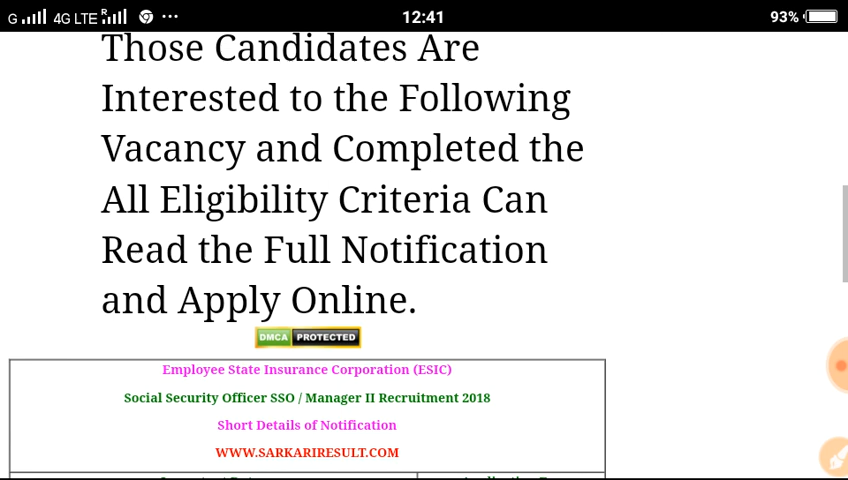 G 4G LTE R 12:41 93%
Those Candidates Are
Interested to the Following
Vacancy and Completed the
All Eligibility Criteria Can
Read the Full Notification
and Apply Online.
DMCA PROTECTED
Employee State Insurance Corporation (ESIC)
Social Security Officer SSO / Manager II Recruitment 2018
Short Details of Notification
WWW.SARKARIRESULT.COM